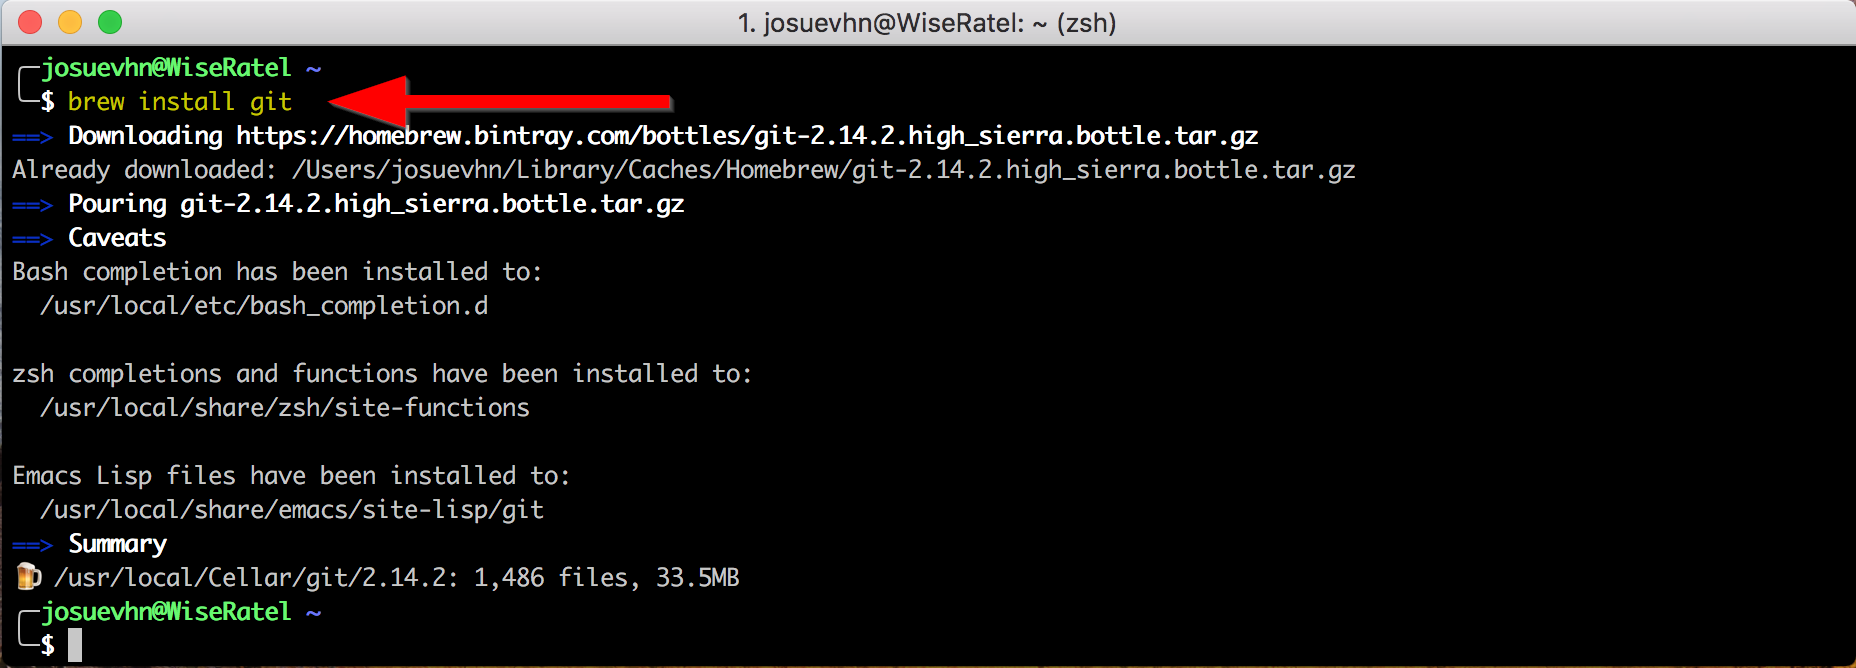 1. josuevhn@WiseRatel: ~ (zsh)
josuevhn@WiseRatel ~
$ brew install git
==> Downloading https://homebrew.bintray.com/bottles/git-2.14.2.high_sierra.bottle.tar.gz
Already downloaded: /Users/josuevhn/Library/Caches/Homebrew/git-2.14.2.high_sierra.bottle.tar.gz
==> Pouring git-2.14.2.high_sierra.bottle.tar.gz
==> Caveats
Bash completion has been installed to:
/usr/local/etc/bash_completion.d
zsh completions and functions have been installed to:
/usr/local/share/zsh/site-functions
Emacs Lisp files have been installed to:
/usr/local/share/emacs/site-lisp/git
==> Summary
🍺 /usr/local/Cellar/git/2.14.2: 1,486 files, 33.5MB
josuevhn@WiseRatel ~
$